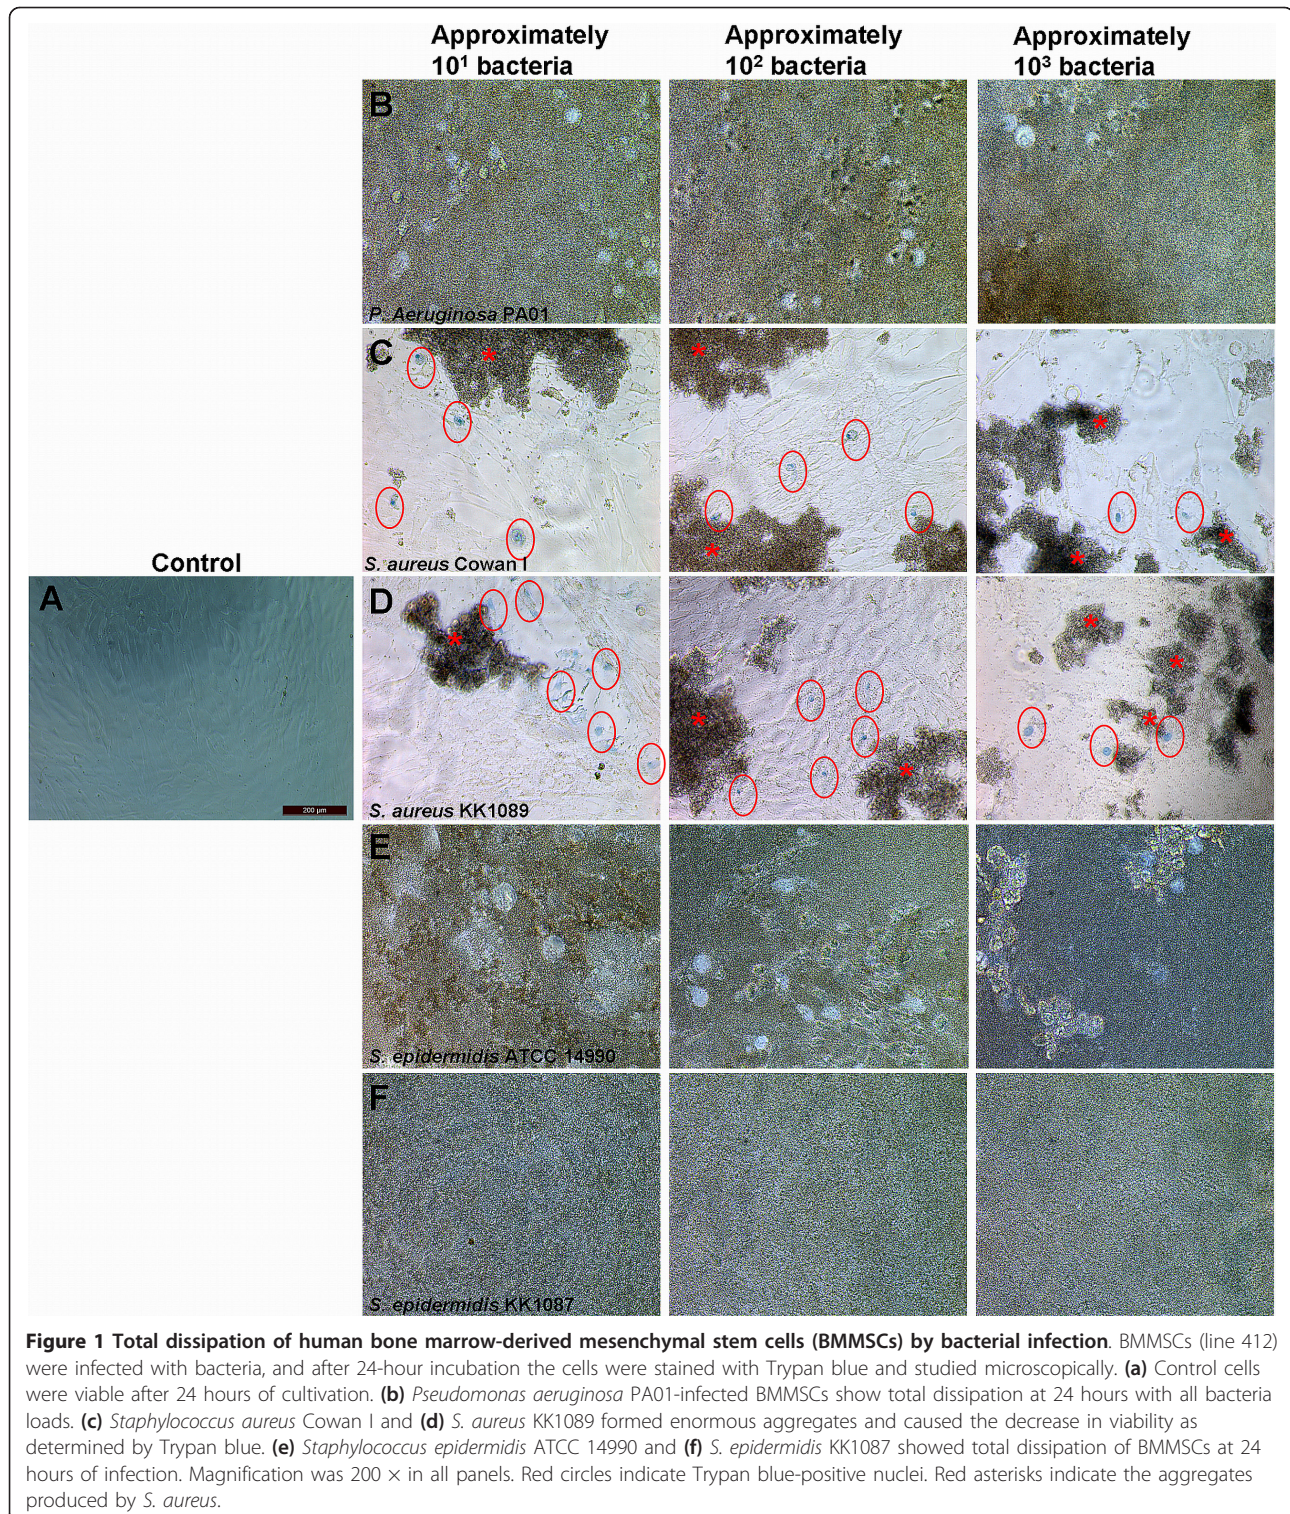 Approximately
10¹ bacteria
Approximately
10² bacteria
Approximately
10³ bacteria
B
P. Aeruginosa PA01
C
* * *
* * *
S. aureus Cowan I
Control
A
200 µm
D
* * *
* * *
S. aureus KK1089
E
S. epidermidis ATCC 14990
F
S. epidermidis KK1087
Figure 1 Total dissipation of human bone marrow-derived mesenchymal stem cells (BMMSCs) by bacterial infection. BMMSCs (line 412)
were infected with bacteria, and after 24-hour incubation the cells were stained with Trypan blue and studied microscopically. (a) Control cells
were viable after 24 hours of cultivation. (b) Pseudomonas aeruginosa PA01-infected BMMSCs show total dissipation at 24 hours with all bacteria
loads. (c) Staphylococcus aureus Cowan I and (d) S. aureus KK1089 formed enormous aggregates and caused the decrease in viability as
determined by Trypan blue. (e) Staphylococcus epidermidis ATCC 14990 and (f) S. epidermidis KK1087 showed total dissipation of BMMSCs at 24
hours of infection. Magnification was 200 × in all panels. Red circles indicate Trypan blue-positive nuclei. Red asterisks indicate the aggregates
produced by S. aureus.